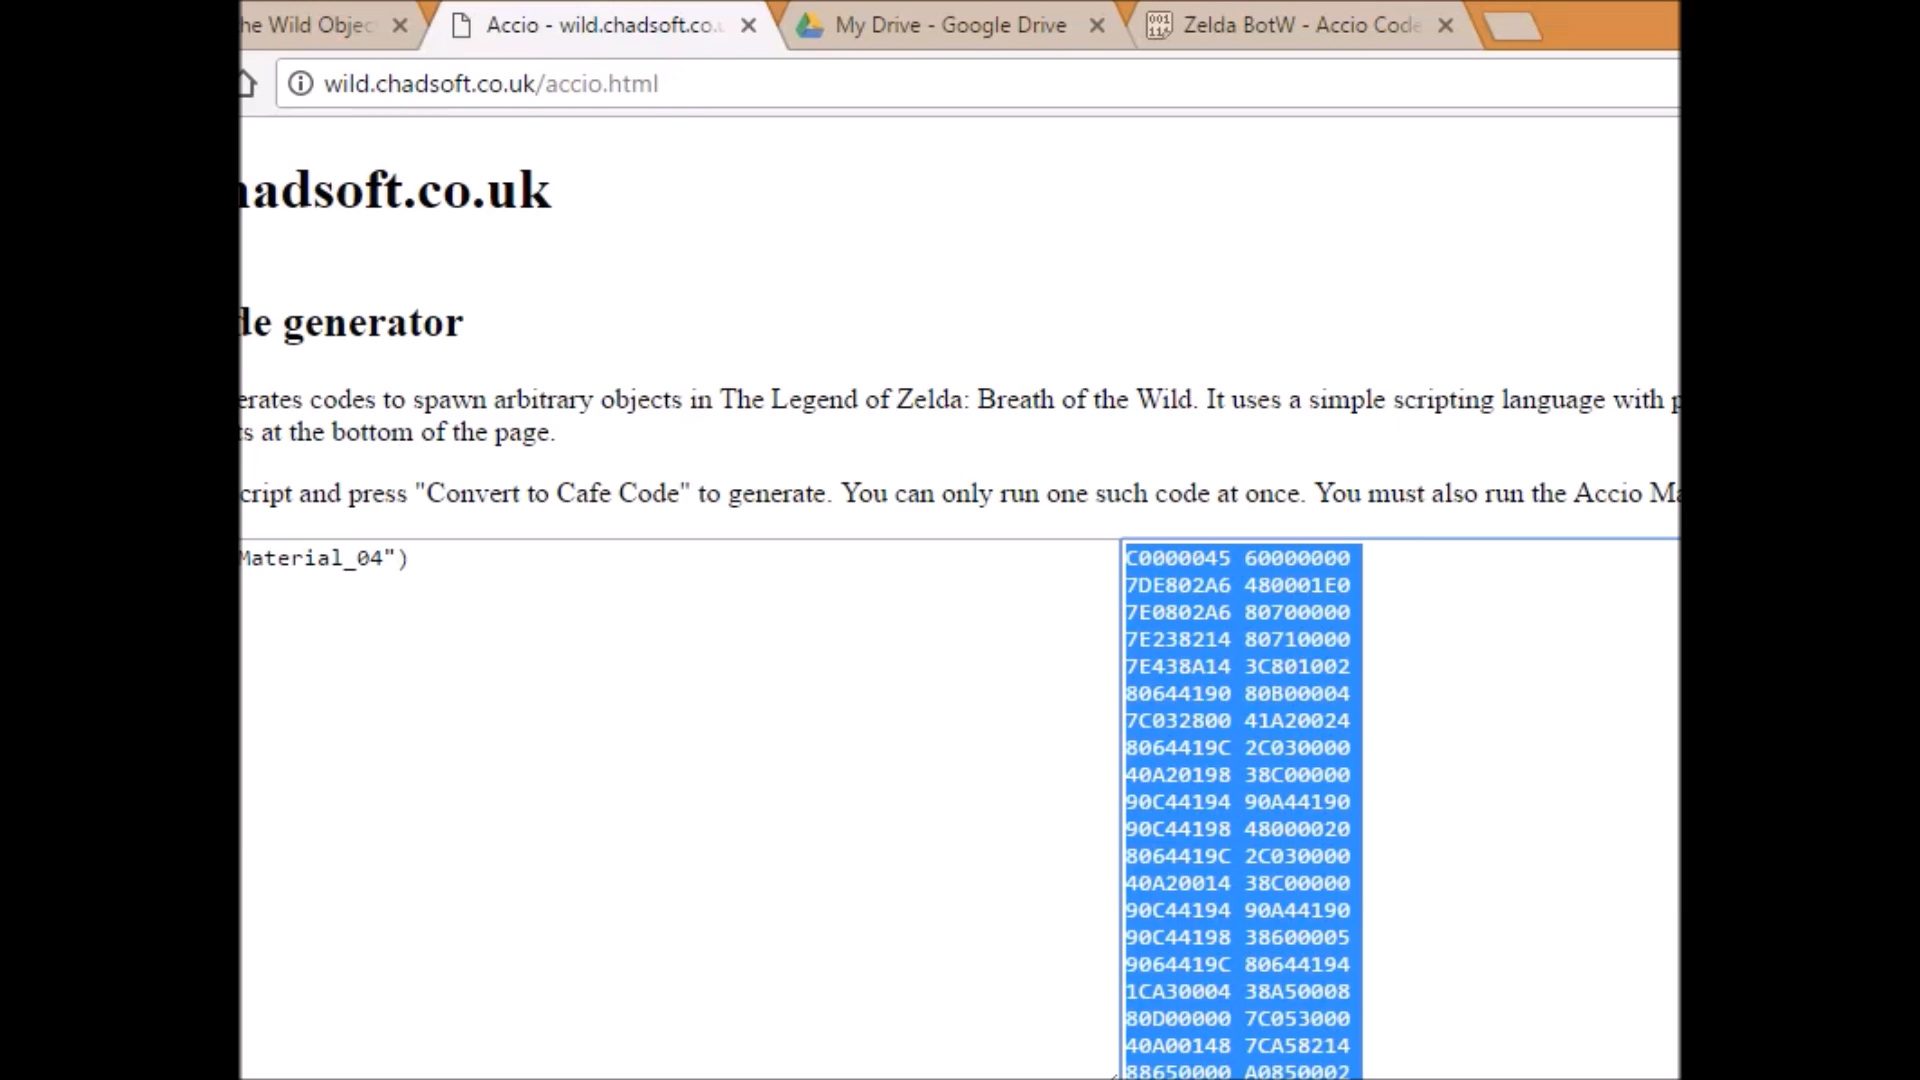 he Wild Objec
Accio - wild.chadsoft.co.u
My Drive - Google Drive
Zelda BotW - Accio Code
wild.chadsoft.co.uk/accio.html
hadsoft.co.uk
de generator
erates codes to spawn arbitrary objects in The Legend of Zelda: Breath of the Wild. It uses a simple scripting language with p
ts at the bottom of the page.
cript and press "Convert to Cafe Code" to generate. You can only run one such code at once. You must also run the Accio Ma
Material_04")
C0000045 60000000
7DE802A6 480001E0
7E0802A6 80700000
7E238214 80710000
7E438A14 3C801002
80644190 80B00004
7C032800 41A20024
8064419C 2C030000
40A20198 38C00000
90C44194 90A44190
90C44198 48000020
8064419C 2C030000
40A20014 38C00000
90C44194 90A44190
90C44198 38600005
9064419C 80644194
1CA30004 38A50008
80D00000 7C053000
40A00148 7CA58214
88650000 A0850002